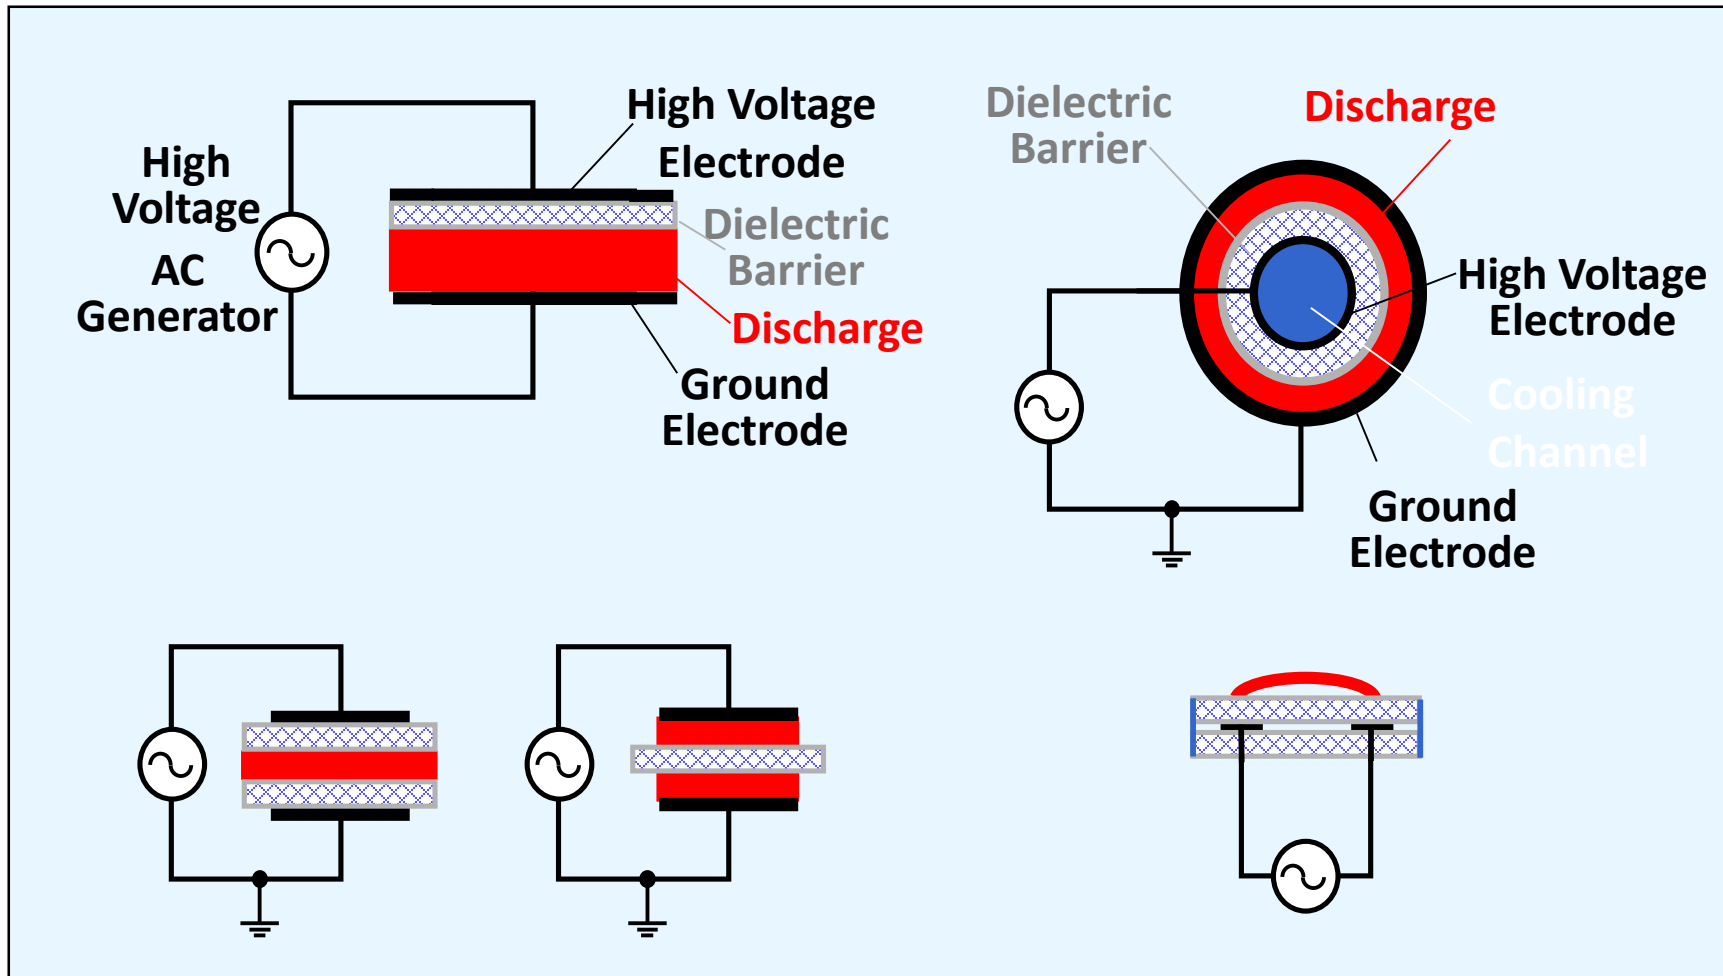 High Voltage
Electrode
High
Voltage
AC
Generator
Dielectric
Barrier
Discharge
Ground
Electrode
Dielectric
Barrier
Discharge
High Voltage
Electrode
Cooling
Channel
Ground
Electrode